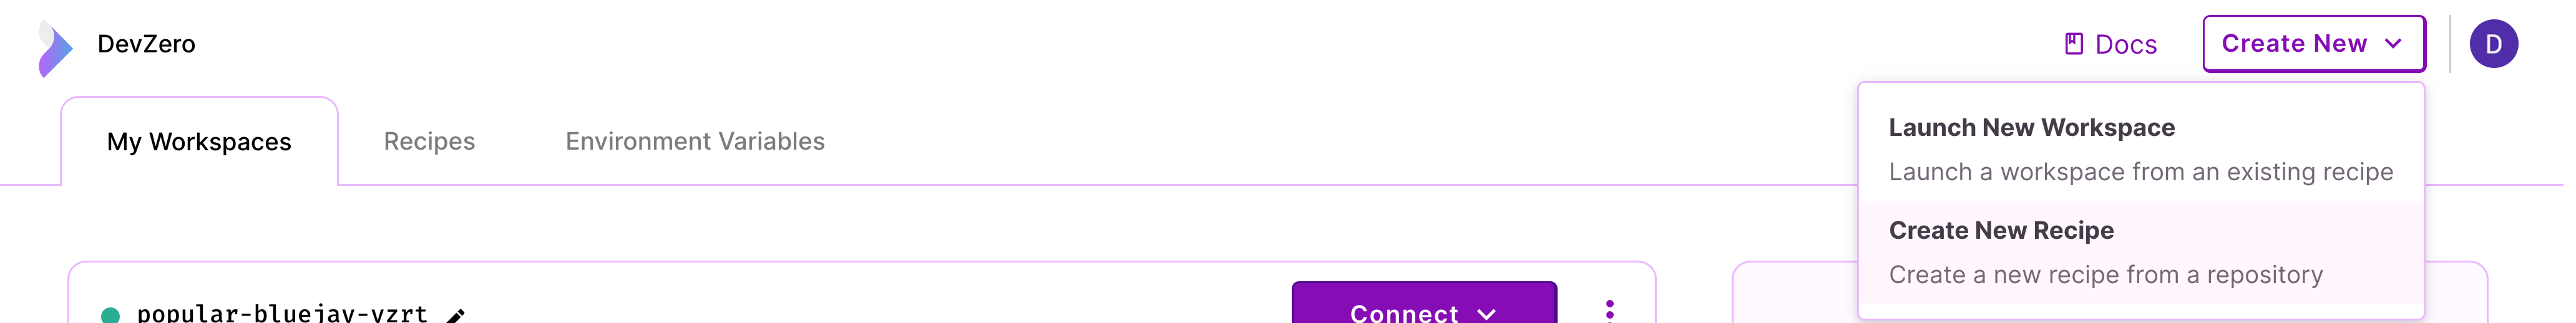 DevZero
Docs
Create New
D
My Workspaces
Recipes
Environment Variables
Launch New Workspace
Launch a workspace from an existing recipe
Create New Recipe
Create a new recipe from a repository
popular-bluejay-vzrt
Connect